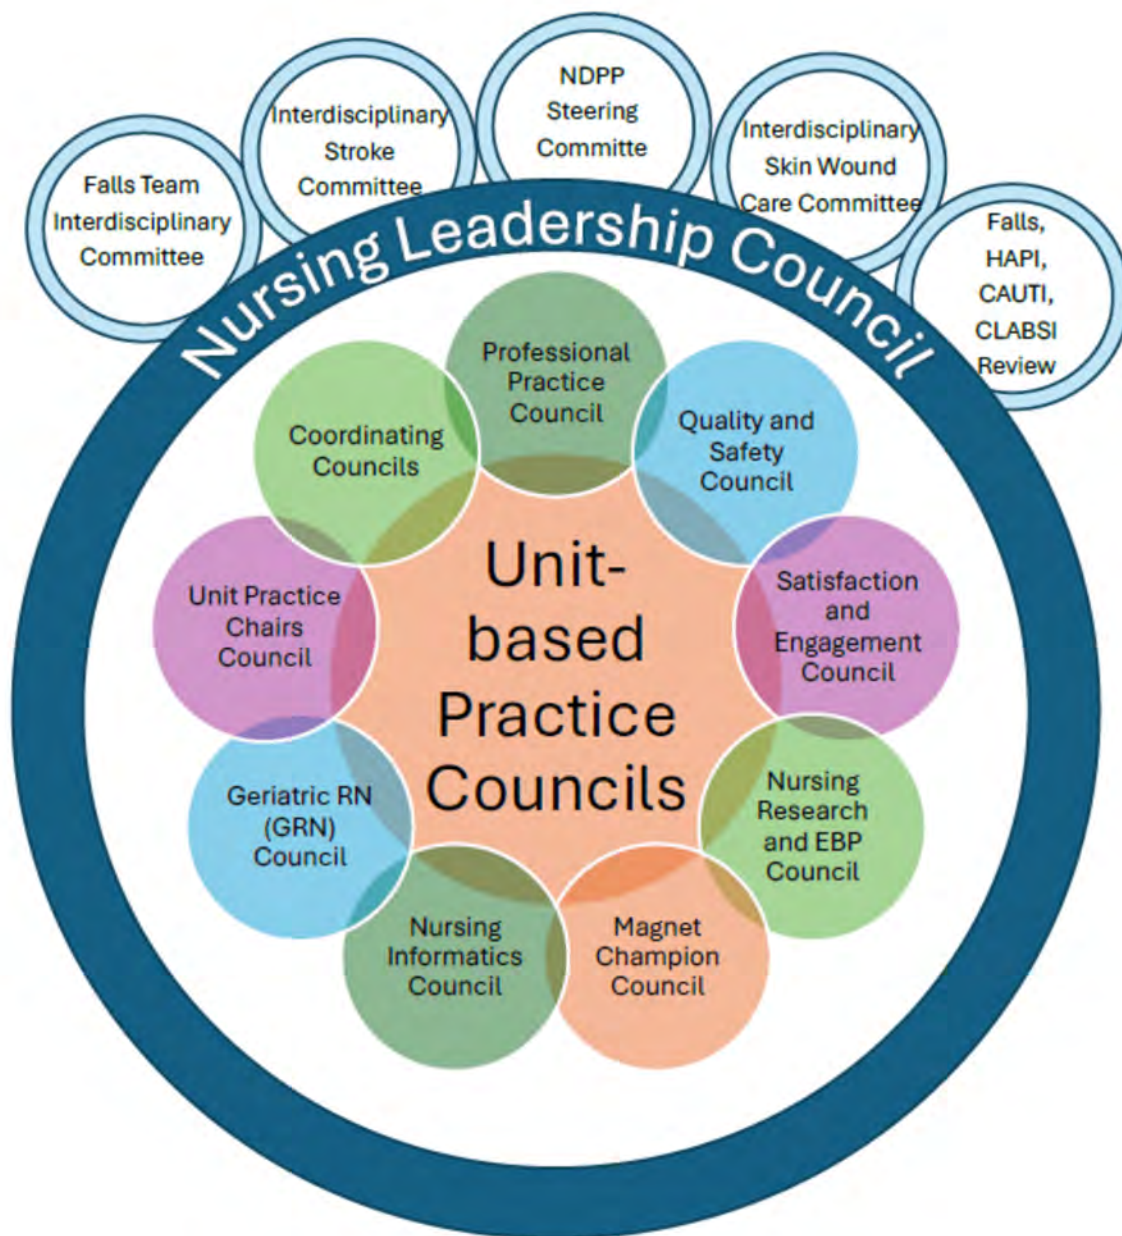 Falls Team
Interdisciplinary
Committee
Interdisciplinary
Stroke
Committee
NDPP
Steering
Committe
Interdisciplinary
Skin Wound
Care Committee
Falls,
HAPI,
CAUTI,
CLABSI
Review
Nursing Leadership Council
Professional
Practice
Council
Quality and
Safety
Council
Satisfaction
and
Engagement
Council
Nursing
Research
and EBP
Council
Magnet
Champion
Council
Nursing
Informatics
Council
Geriatric RN
(GRN)
Council
Unit Practice
Chairs
Council
Coordinating
Councils
Unit-
based
Practice
Councils